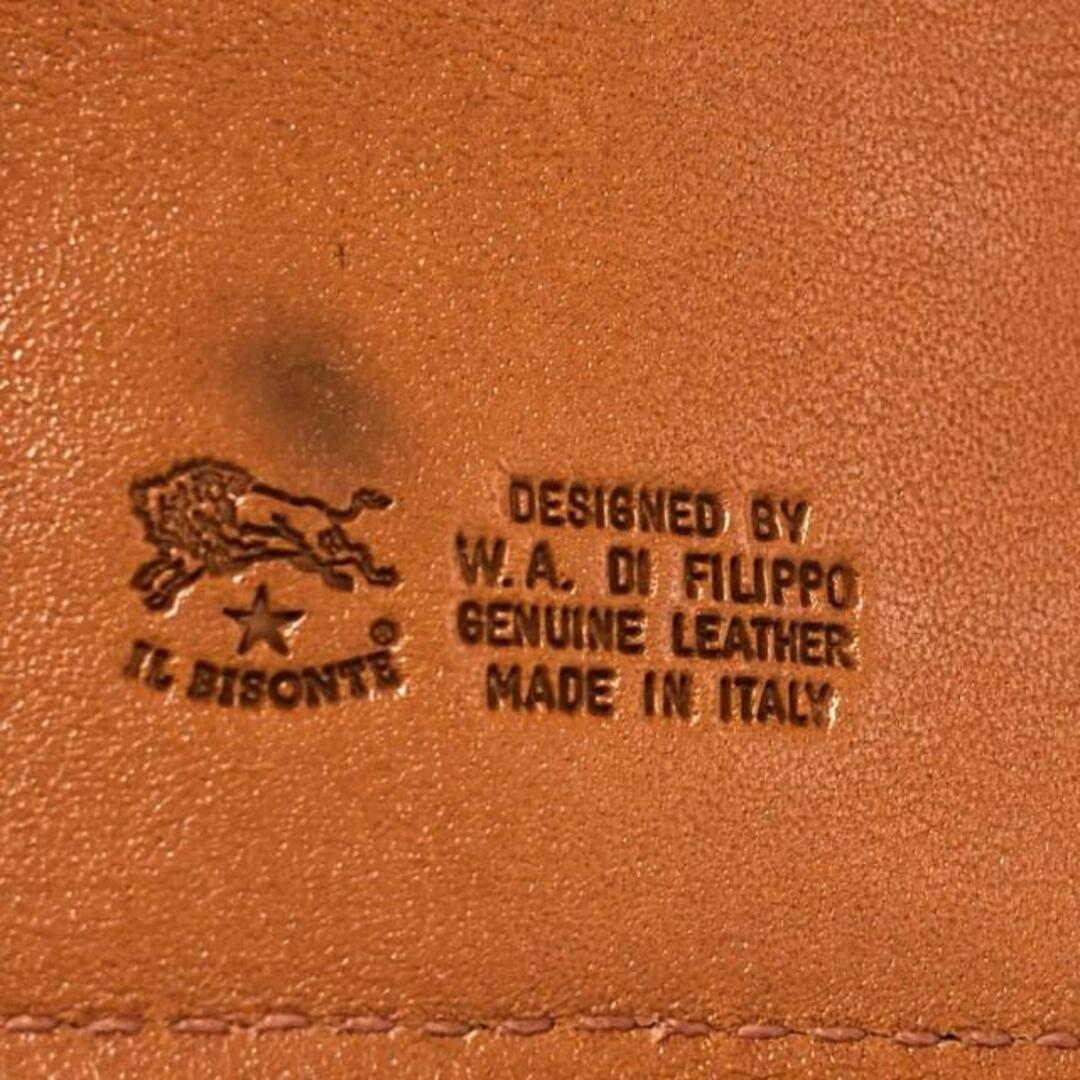 IL BISONTE®
DESIGNED BY
W. A. DI FILIPPO
GENUINE LEATHER
MADE IN ITALY